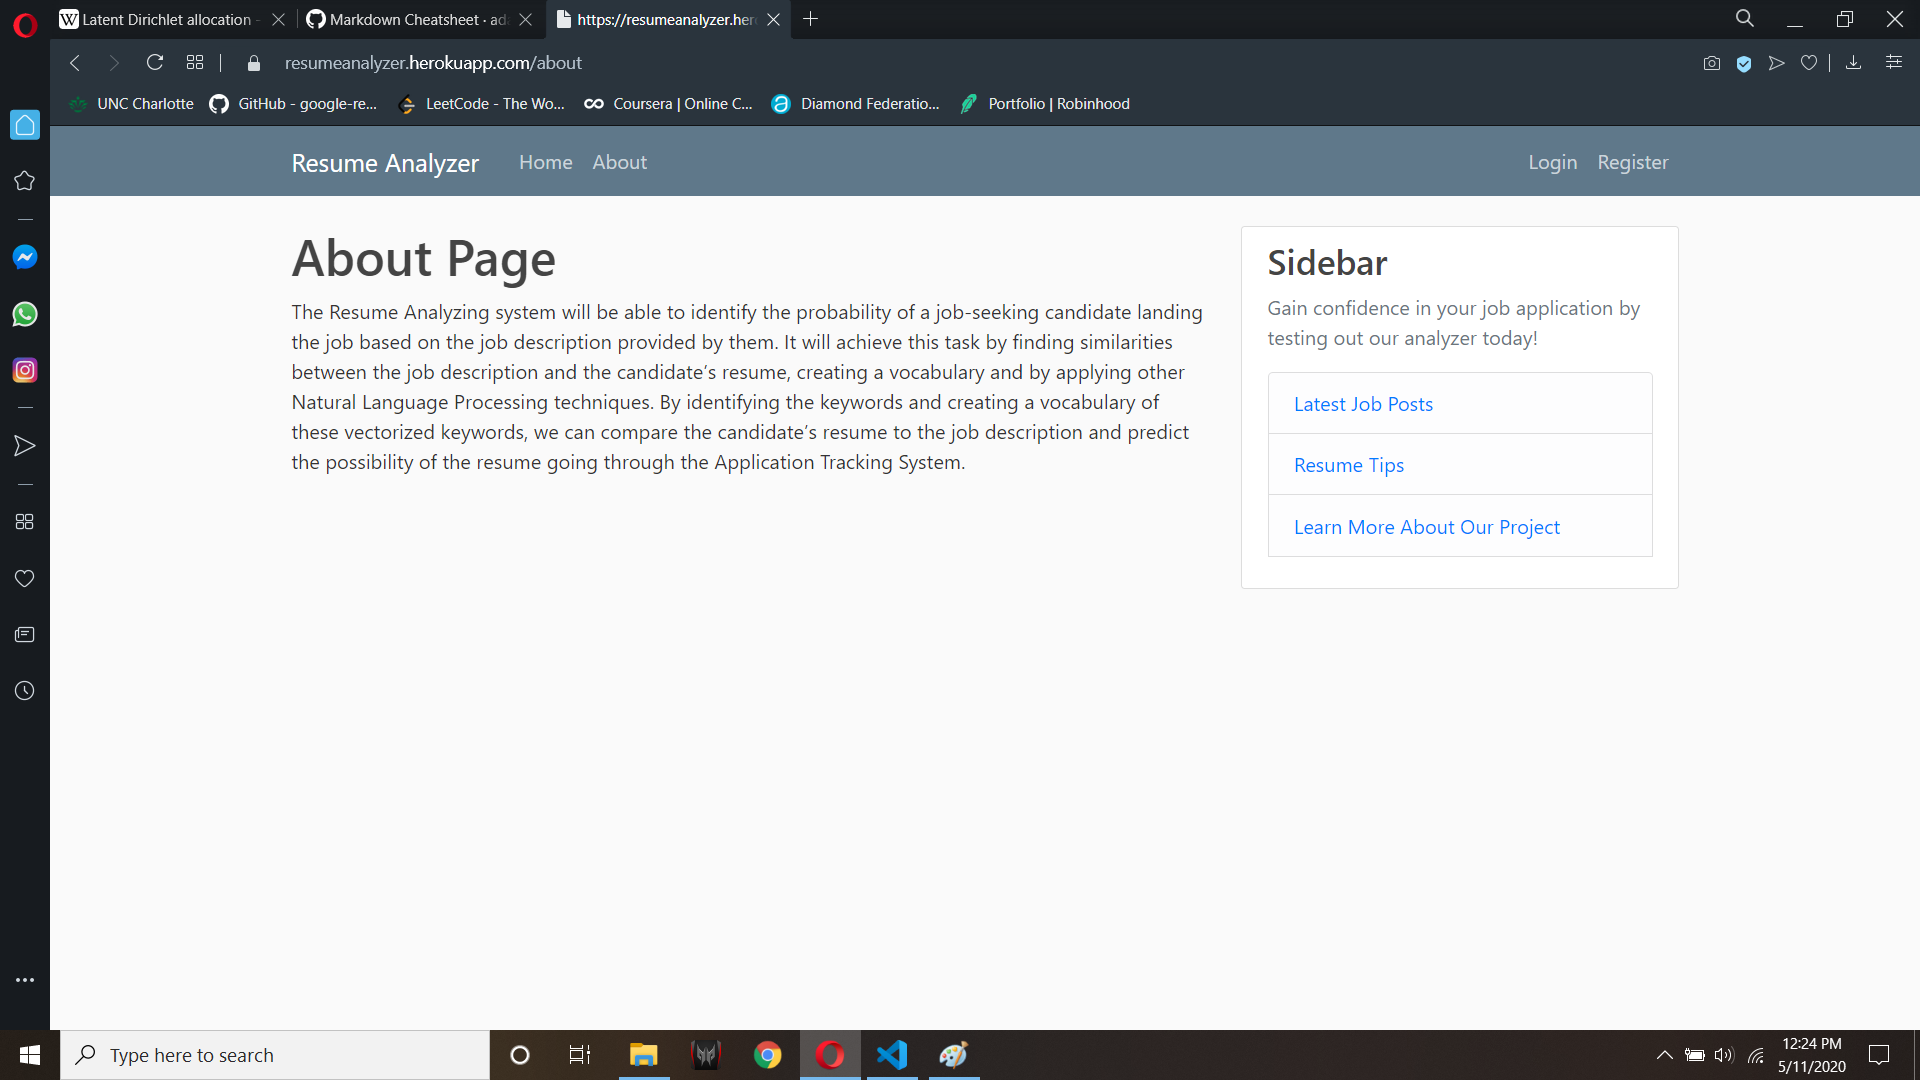 Latent Dirichlet allocation -
Markdown Cheatsheet · ada
https://resumeanalyzer.her
resumeanalyzer.herokuapp.com/about
UNC Charlotte
GitHub - google-re...
LeetCode - The Wo...
Coursera | Online C...
Diamond Federatio...
Portfolio | Robinhood
Resume Analyzer
Home
About
Login
Register
About Page
The Resume Analyzing system will be able to identify the probability of a job-seeking candidate landing
the job based on the job description provided by them. It will achieve this task by finding similarities
between the job description and the candidate's resume, creating a vocabulary and by applying other
Natural Language Processing techniques. By identifying the keywords and creating a vocabulary of
these vectorized keywords, we can compare the candidate's resume to the job description and predict
the possibility of the resume going through the Application Tracking System.
Sidebar
Gain confidence in your job application by
testing out our analyzer today!
Latest Job Posts
Resume Tips
Learn More About Our Project
Type here to search
12:24 PM
5/11/2020